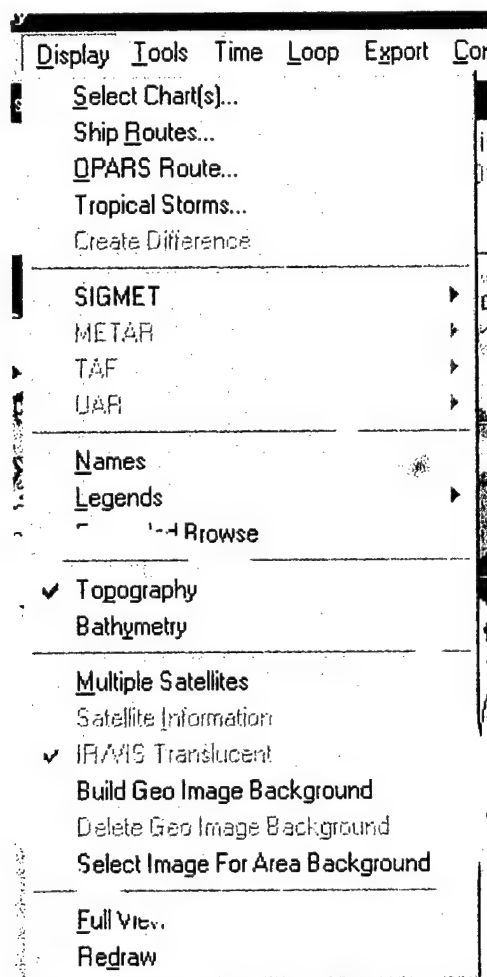 Display Tools Time Loop Export
Select Chart(s)...
Ship Routes...
OPARS Route...
Tropical Storms...
Create Difference
SIGMET
METAR
TAF
UAR
Names
Legends
Browse
Topography
Bathymetry
Multiple Satellites
Satellite Information
IR/VIS Translucent
Build Geo Image Background
Delete Geo Image Background
Select Image For Area Background
Full View
Redraw